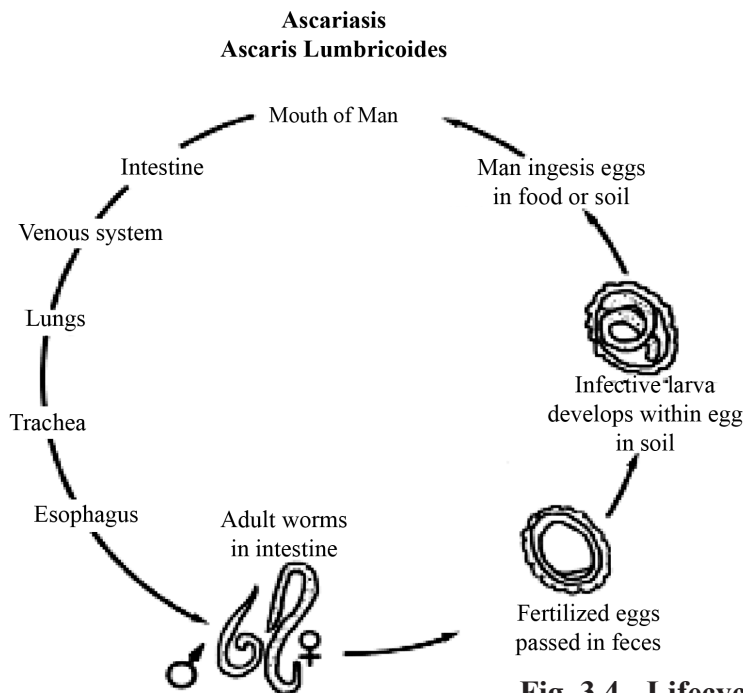 Ascariasis
Ascaris Lumbricoides
Mouth of Man
Man ingesis eggs
in food or soil
Intestine
Venous system
Lungs
Infective larva
develops within egg
in soil
Trachea
Esophagus
Adult worms
in intestine
Fertilized eggs
passed in feces
Fig. 3.4